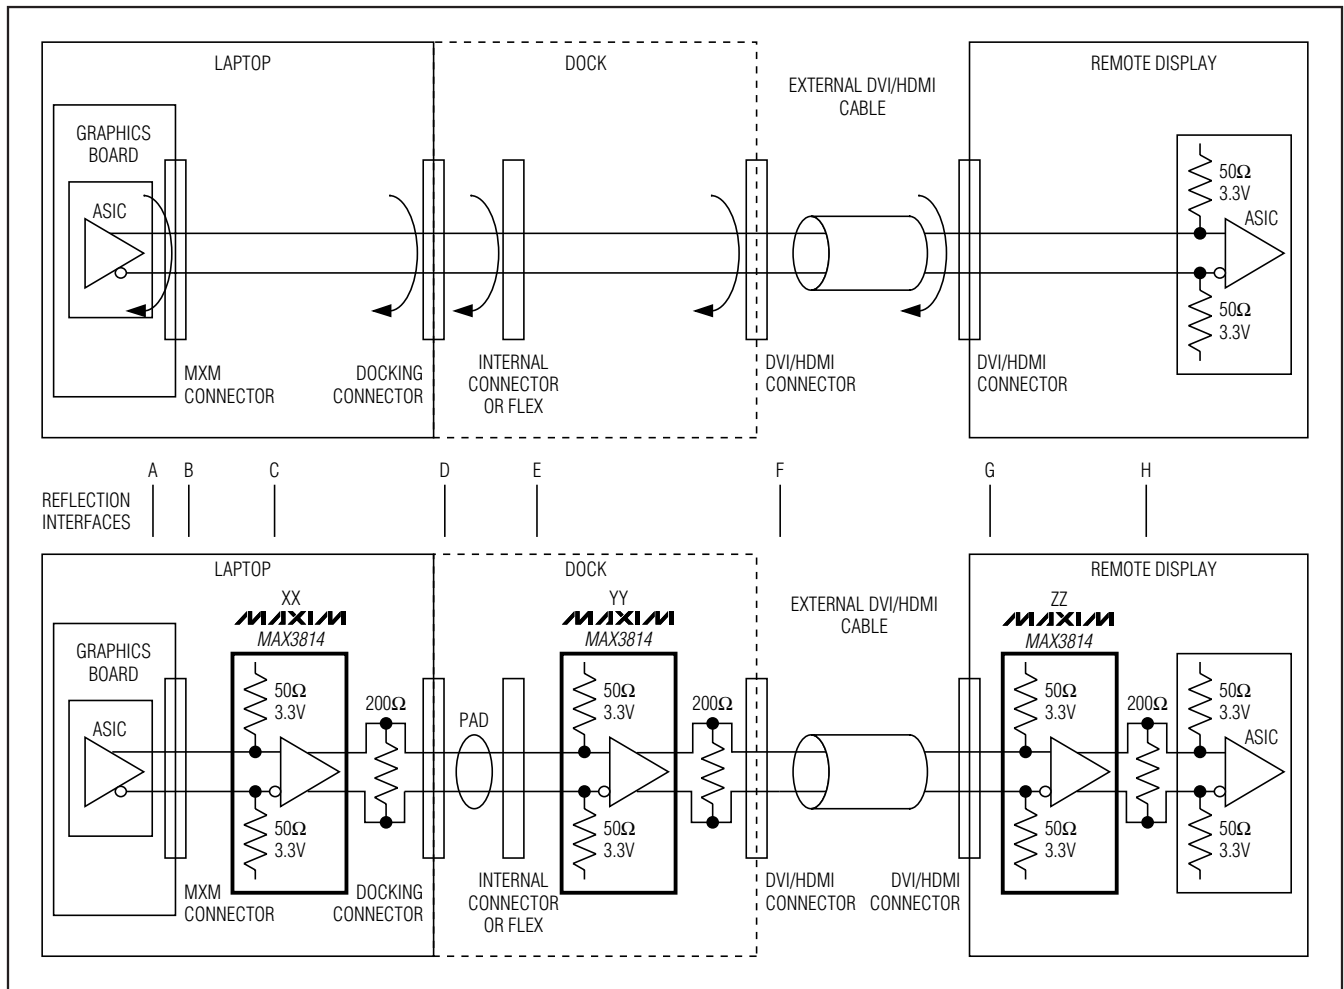 LAPTOP
DOCK
EXTERNAL DVI/HDMI
CABLE
REMOTE DISPLAY
GRAPHICS
BOARD
ASIC
50Ω
3.3V
ASIC
50Ω
3.3V
MXM
CONNECTOR
DOCKING
CONNECTOR
INTERNAL
CONNECTOR
OR FLEX
DVI/HDMI
CONNECTOR
DVI/HDMI
CONNECTOR
REFLECTION
INTERFACES
A
B
C
D
E
F
G
H
LAPTOP
DOCK
EXTERNAL DVI/HDMI
CABLE
REMOTE DISPLAY
XX
MAXIM
MAX3814
YY
MAXIM
MAX3814
ZZ
MAXIM
MAX3814
GRAPHICS
BOARD
ASIC
50Ω
3.3V
200Ω
PAD
50Ω
3.3V
200Ω
50Ω
3.3V
200Ω
50Ω
3.3V
ASIC
50Ω
3.3V
50Ω
3.3V
50Ω
3.3V
50Ω
3.3V
MXM
CONNECTOR
DOCKING
CONNECTOR
INTERNAL
CONNECTOR
OR FLEX
DVI/HDMI
CONNECTOR
DVI/HDMI
CONNECTOR